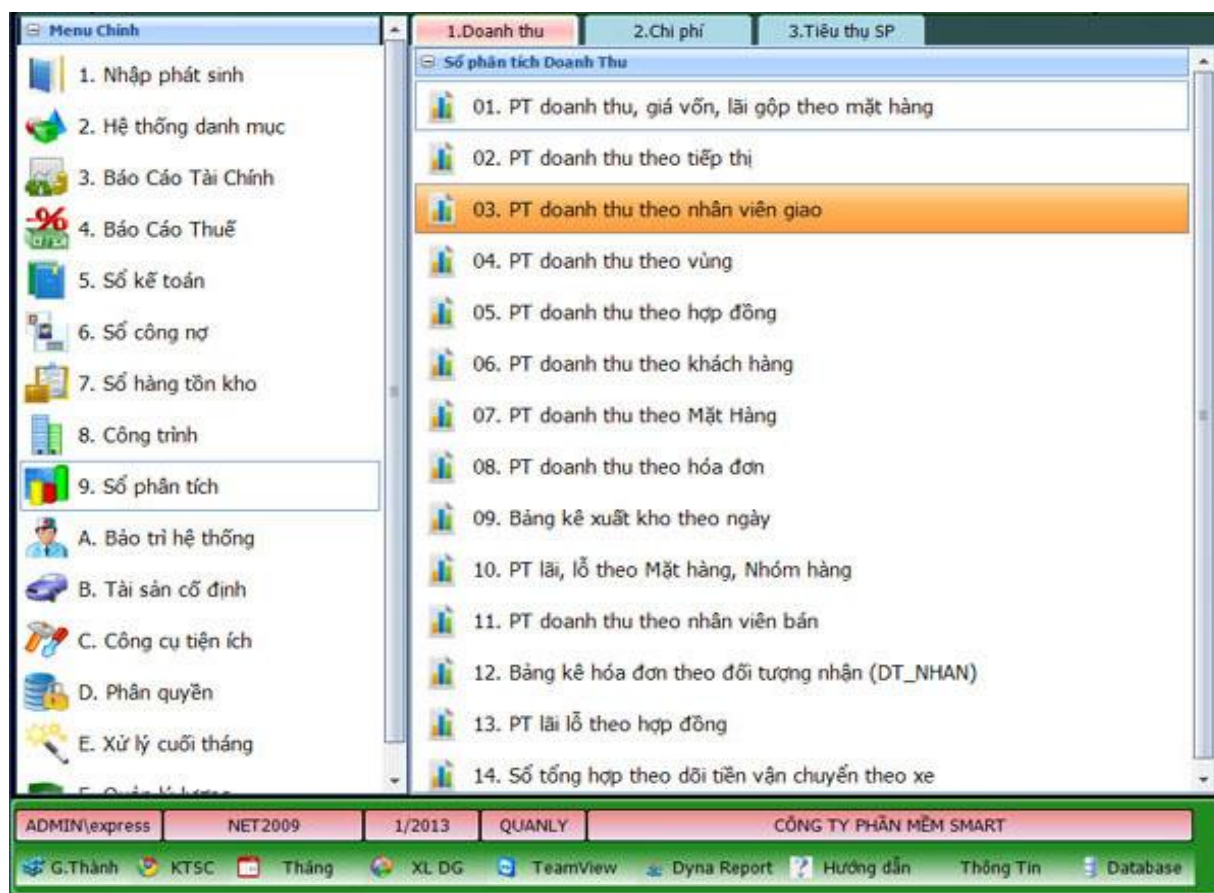 Menu Chính
1. Nhập phát sinh
2. Hệ thống danh mục
3. Báo Cáo Tài Chính
4. Báo Cáo Thuế
5. Sổ kế toán
6. Sổ công nợ
7. Sổ hàng tồn kho
8. Công trình
9. Sổ phân tích
A. Bảo trì hệ thống
B. Tài sản cố định
C. Công cụ tiện ích
D. Phân quyền
E. Xử lý cuối tháng
1.Doanh thu
2.Chi phí
3.Tiêu thụ SP
Sổ phân tích Doanh Thu
01. PT doanh thu, giá vốn, lãi gộp theo mặt hàng
02. PT doanh thu theo tiếp thị
03. PT doanh thu theo nhân viên giao
04. PT doanh thu theo vùng
05. PT doanh thu theo hợp đồng
06. PT doanh thu theo khách hàng
07. PT doanh thu theo Mặt Hàng
08. PT doanh thu theo hóa đơn
09. Bảng kê xuất kho theo ngày
10. PT lãi, lỗ theo Mặt hàng, Nhóm hàng
11. PT doanh thu theo nhân viên bán
12. Bảng kê hóa đơn theo đối tượng nhận (DT_NHAN)
13. PT lãi lỗ theo hợp đồng
14. Sổ tổng hợp theo dõi tiền vận chuyển theo xe
ADMIN\express NET2009 1/2013 QUANLY CÔNG TY PHẦN MỀM SMART
G.Thành KTSC Tháng XL DG TeamView Dyna Report Hướng dẫn Thông Tin Database